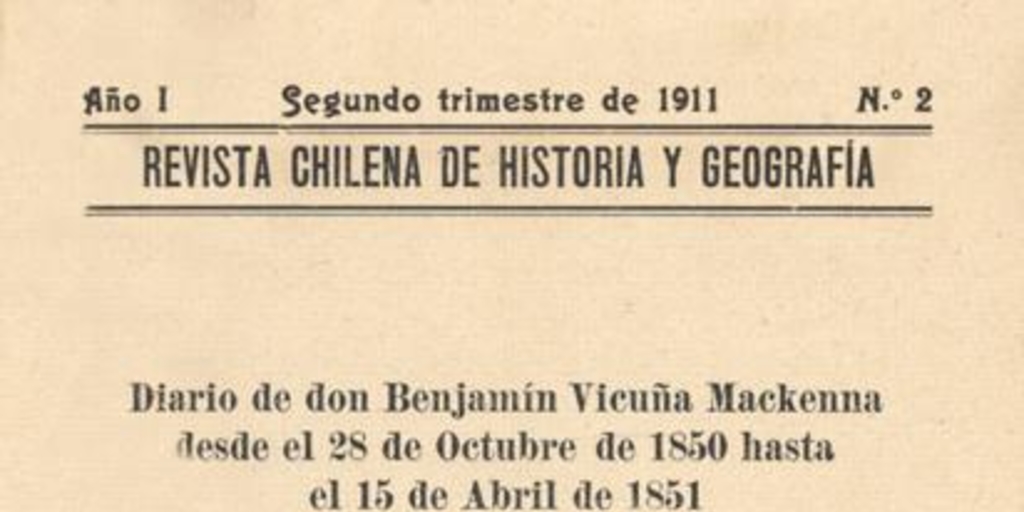 Año I Segundo trimestre de 1911 N.º 2
REVISTA CHILENA DE HISTORIA Y GEOGRAFÍA
Diario de don Benjamín Vicuña Mackenna
desde el 28 de Octubre de 1850 hasta
el 15 de Abril de 1851